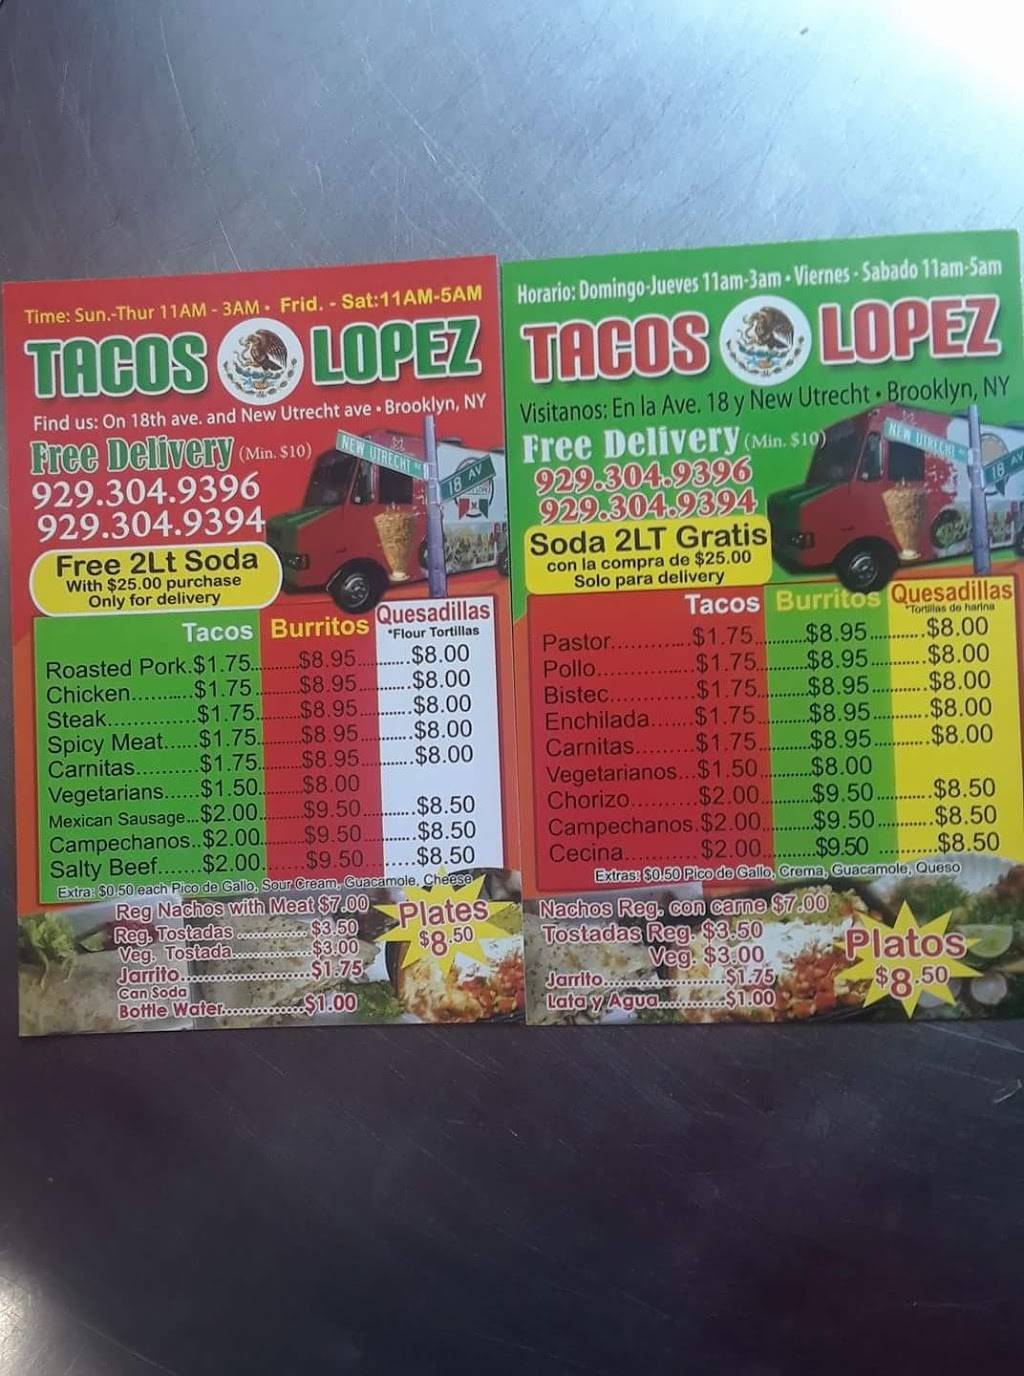 Time: Sun.-Thur 11AM - 3AM • Frid. - Sat:11AM-5AM
TACOS LOPEZ
Find us: On 18th ave. and New Utrecht ave • Brooklyn, NY
Free Delivery (Min. $10)
929.304.9396
929.304.9394
NEW UTRECHT AV
18 AV
Free 2Lt Soda
With $25.00 purchase
Only for delivery
Tacos Burritos Quesadillas
*Flour Tortillas
Roasted Pork.$1.75.........$8.95..........$8.00
Chicken..........$1.75.........$8.95..........$8.00
Steak..............$1.75.........$8.95..........$8.00
Spicy Meat......$1.75.........$8.95..........$8.00
Carnitas..........$1.75.........$8.95..........$8.00
Vegetarians......$1.50.........$8.00
Mexican Sausage...$2.00.........$9.50..........$8.50
Campechanos..$2.00.........$9.50..........$8.50
Salty Beef.......$2.00.........$9.50..........$8.50
Extra: $0.50 each Pico de Gallo, Sour Cream, Guacamole, Cheese
Reg Nachos with Meat $7.00
Reg. Tostadas ............. $3.50
Veg. Tostada.............. $3.00
Jarrito.......................$1.75
Can Soda
Bottle Water..............$1.00
Plates
$8.50
Horario: Domingo-Jueves 11am-3am • Viernes - Sabado 11am-5am
TACOS LOPEZ
Visitanos: En la Ave. 18 y New Utrecht • Brooklyn, NY
Free Delivery (Min. $10)
929.304.9396
929.304.9394
NEW UTRECHT
18 AV
Soda 2LT Gratis
con la compra de $25.00
Solo para delivery
Tacos Burritos Quesadillas
*Tortillas de harina
Pastor............$1.75.........$8.95..........$8.00
Pollo..............$1.75.........$8.95..........$8.00
Bistec.............$1.75.........$8.95..........$8.00
Enchilada......$1.75.........$8.95..........$8.00
Carnitas.........$1.75.........$8.95..........$8.00
Vegetarianos...$1.50.........$8.00
Chorizo..........$2.00.........$9.50..........$8.50
Campechanos.$2.00.........$9.50..........$8.50
Cecina...........$2.00.........$9.50 ..........$8.50
Extras: $0.50 Pico de Gallo, Crema, Guacamole, Queso
Nachos Reg. con carne $7.00
Tostadas Reg. $3.50
Veg. $3.00
Jarrito.....................$1.75
Lata y Agua............$1.00
Platos
$8.50